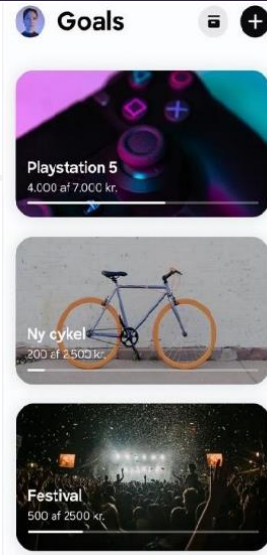 Goals
Playstation 5
4.000 af 7.000 kr.
Ny cykel
200 af 2.500 kr.
Festival
500 af 2500 kr.